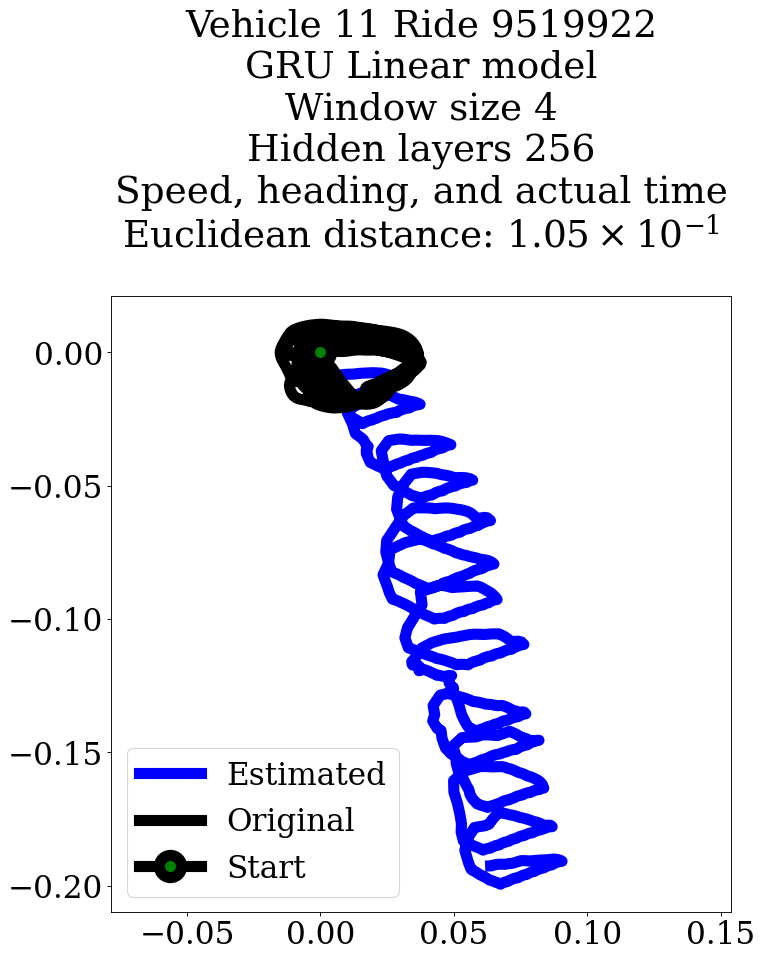 Vehicle 11 Ride 9519922
GRU Linear model
Window size 4
Hidden layers 256
Speed, heading, and actual time
Euclidean distance: 1.05 × 10⁻¹
0.00
−0.05
−0.10
−0.15
−0.20
Estimated
Original
Start
−0.05 0.00 0.05 0.10 0.15